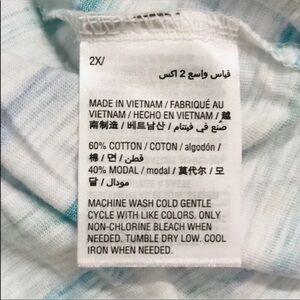 2X/
قياس واسع 2 اكس
MADE IN VIETNAM / FABRIQUÉ AU
VIETNAM / HECHO EN VIETNAM / 越
南制造 / 베트남산 / صنع في فيتنام
60% COTTON / COTON / algodón /
棉 / 면 / قطن
40% MODAL / modal / 莫代尔 / 모
달 / مودال
MACHINE WASH COLD GENTLE
CYCLE WITH LIKE COLORS. ONLY
NON-CHLORINE BLEACH WHEN
NEEDED. TUMBLE DRY LOW. COOL
IRON WHEN NEEDED.